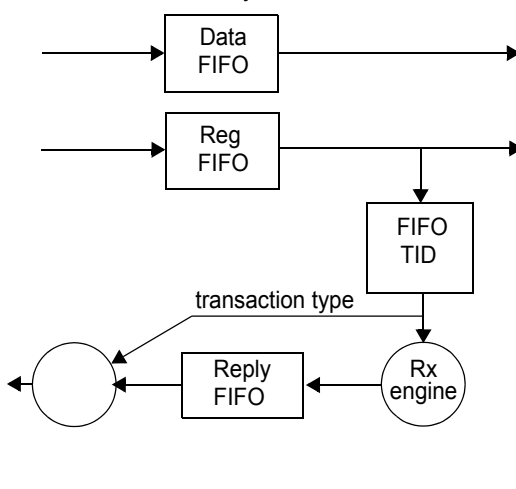 Data
FIFO
Reg
FIFO
FIFO
TID
transaction type
Reply
FIFO
Rx
engine